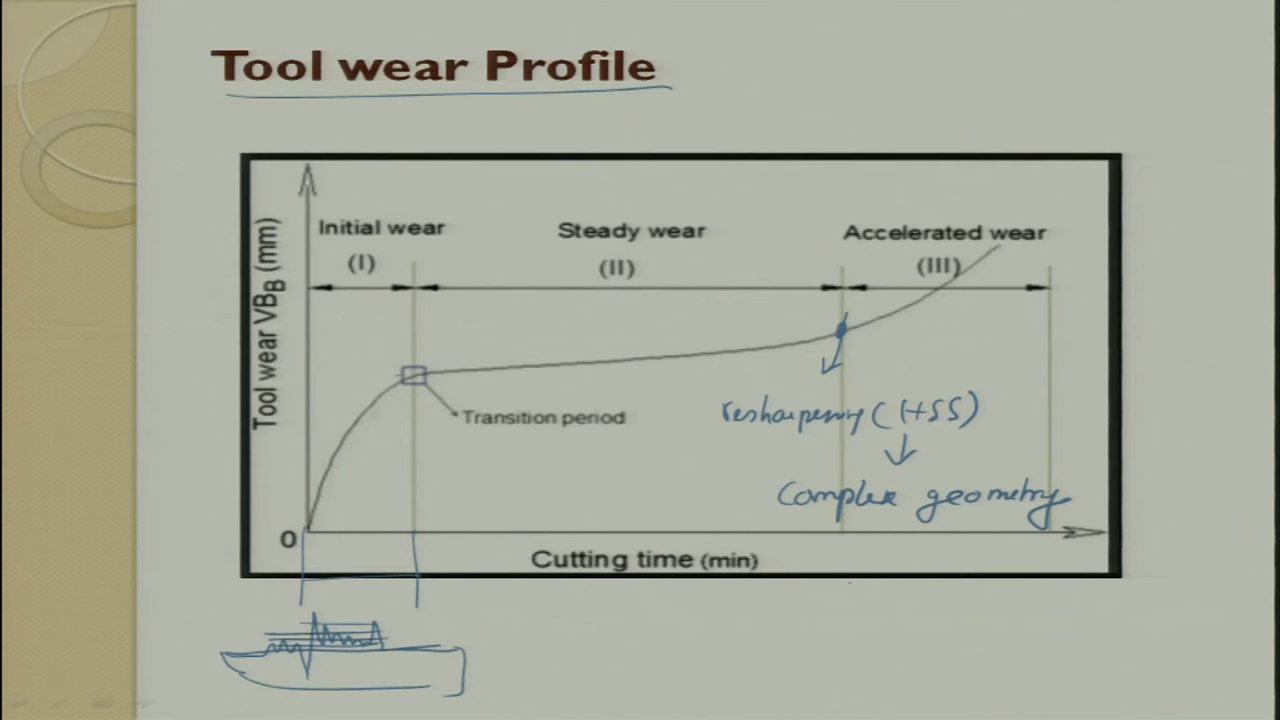 Tool wear Profile
Initial wear
(I)
Steady wear
(II)
Accelerated wear
(III)
Tool wear VBB (mm)
Transition period
resharpening (HSS)
Complex geometry
0
Cutting time (min)